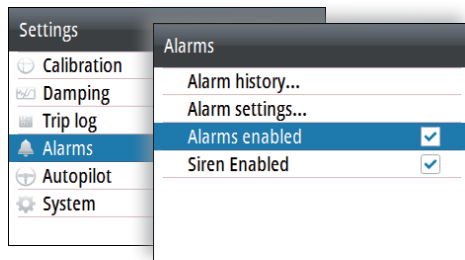 Settings
Calibration
Damping
Trip log
Alarms
Autopilot
System
Alarms
Alarm history...
Alarm settings...
Alarms enabled
Siren Enabled